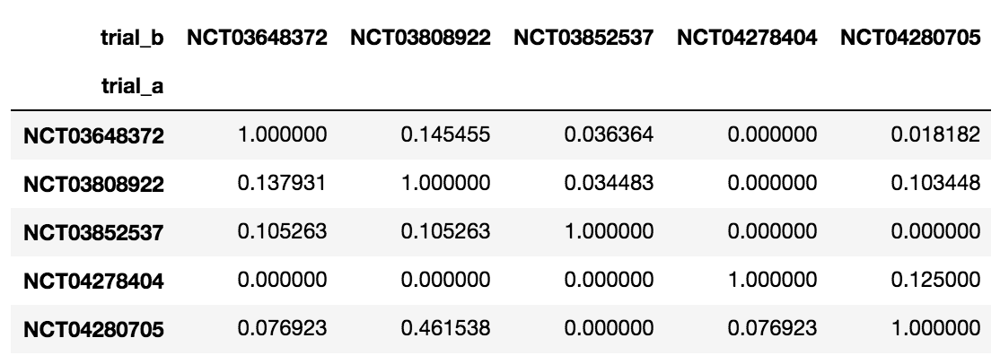 trial_b NCT03648372 NCT03808922 NCT03852537 NCT04278404 NCT04280705
trial_a
NCT03648372 1.000000 0.145455 0.036364 0.000000 0.018182
NCT03808922 0.137931 1.000000 0.034483 0.000000 0.103448
NCT03852537 0.105263 0.105263 1.000000 0.000000 0.000000
NCT04278404 0.000000 0.000000 0.000000 1.000000 0.125000
NCT04280705 0.076923 0.461538 0.000000 0.076923 1.000000